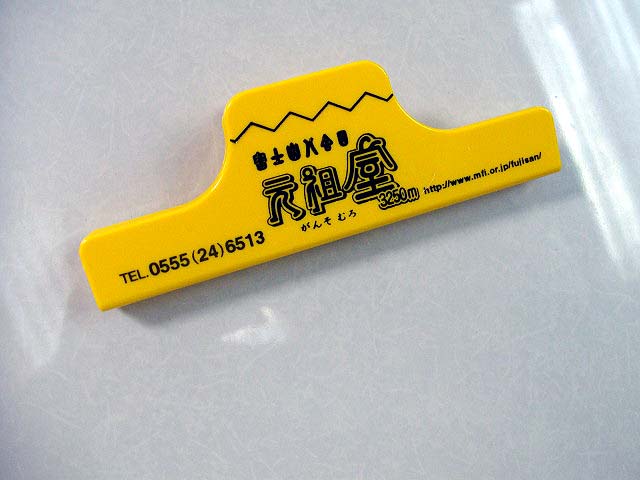 富士山八合目
元祖室
3250m
がんそむろ
http://www.mfi.or.jp/fujisan/
TEL.0555(24)6513